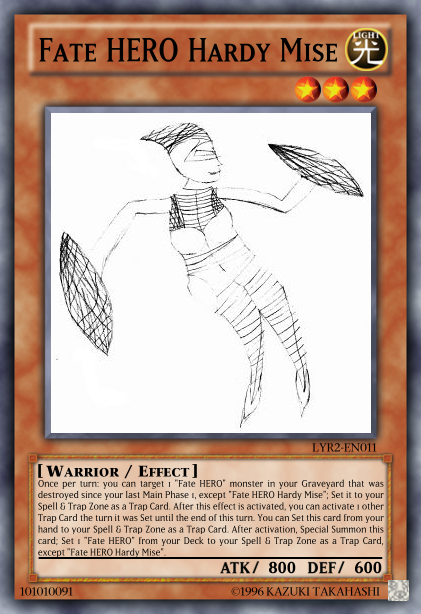 Fate HERO Hardy Mise
LIGHT
光
LYR2-EN011
[ Warrior / Effect ]
Once per turn: you can target 1 "Fate HERO" monster in your Graveyard that
was destroyed since your last Main Phase 1, except "Fate HERO Hardy Mise"; Set it to your
Spell & Trap Zone as a Trap Card. After this effect is activated, you can activate 1 other
Trap Card the turn it was Set until the end of this turn. You can Set this card from your
hand to your Spell & Trap Zone as a Trap Card. After activation, Special Summon this
card; Set 1 "Fate HERO" from your Deck to your Spell & Trap Zone as a Trap Card,
except "Fate HERO Hardy Mise".
ATK/ 800 DEF/ 600
101010091
©1996 KAZUKI TAKAHASHI